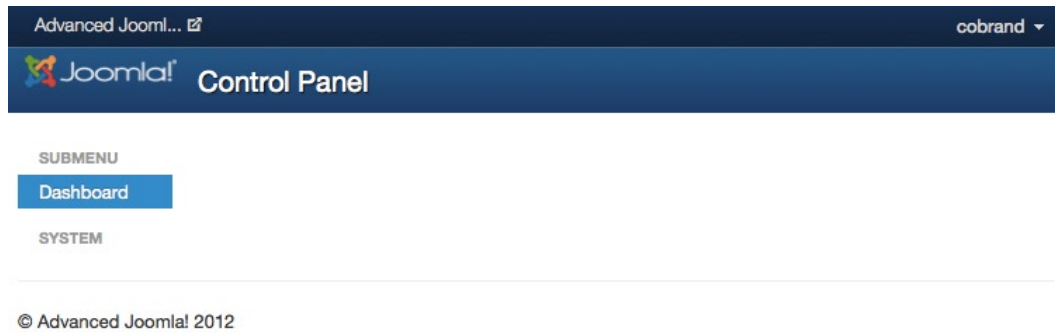 Advanced Jooml...
cobrand
Joomla!
Control Panel
SUBMENU
Dashboard
SYSTEM
© Advanced Joomla! 2012